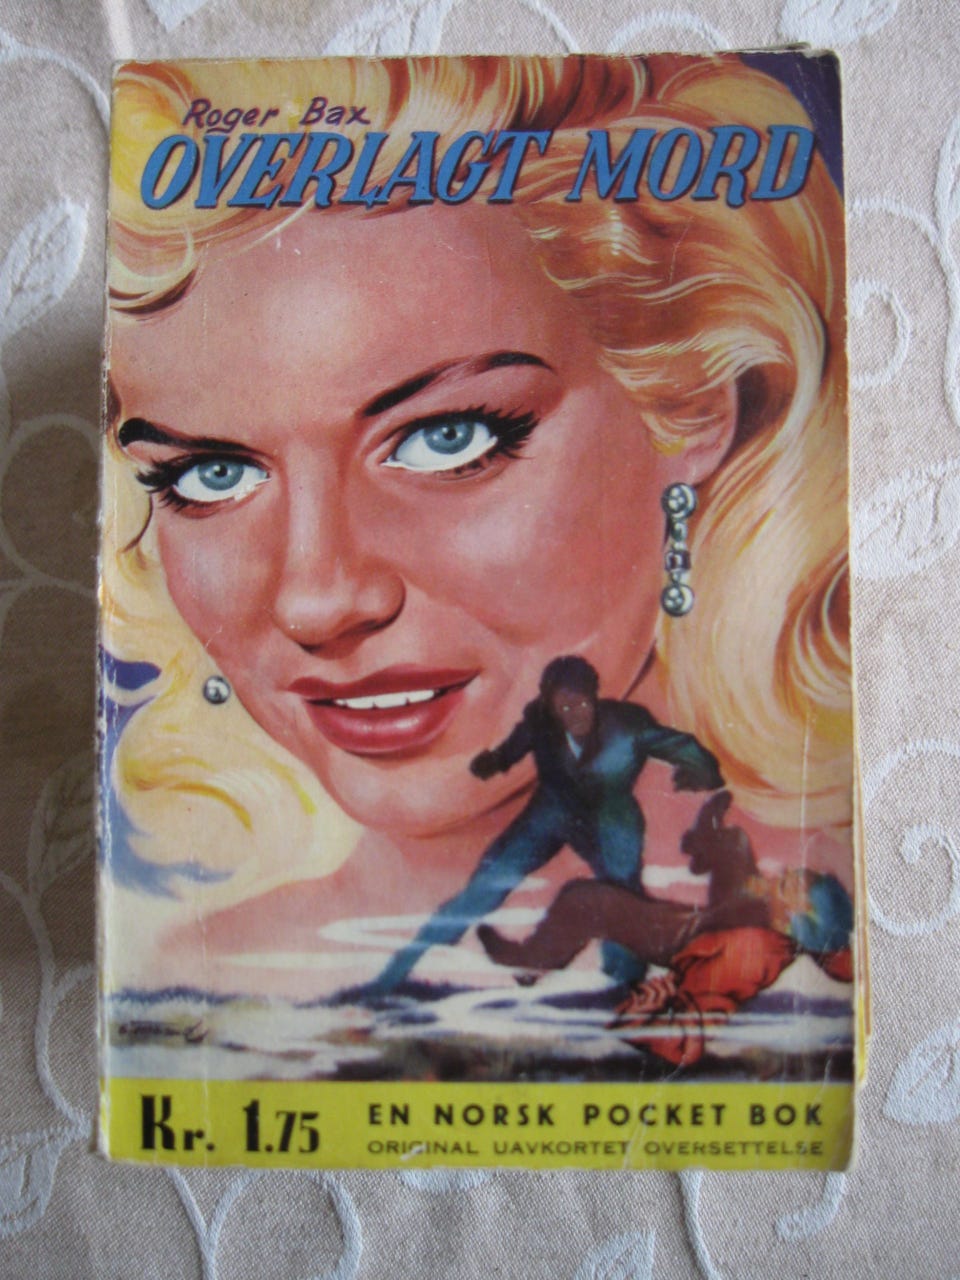 Roger Bax
OVERLAGT MORD
Kr. 1.75
EN NORSK POCKET BOK
ORIGINAL UAVKORTET OVERSETTELSE